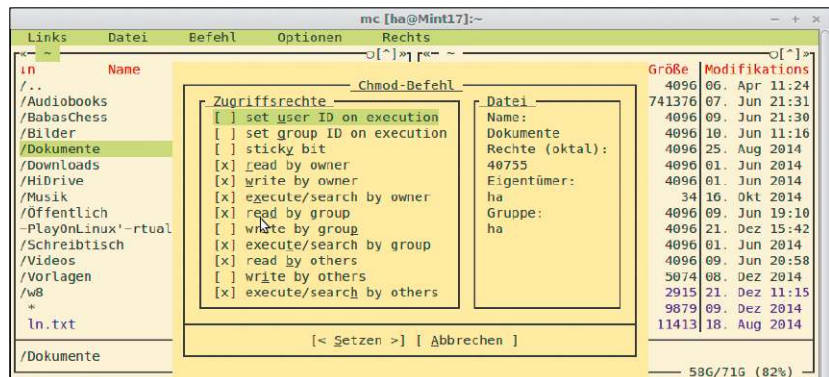 mc [ha@Mint17]:~
Links Datei Befehl Optionen Rechts
~ ~
↓n Name Größe Modifikations
/.. 4096 06. Apr 11:24
/Audiobooks 741376 07. Jun 21:31
/BabasChess 4096 09. Jun 21:30
/Bilder 4096 10. Jun 11:16
/Dokumente 4096 25. Aug 2014
/Downloads 4096 01. Jun 2014
/HiDrive 4096 01. Jun 2014
/Musik 34 16. Okt 2014
/Öffentlich 4096 09. Jun 19:10
~PlayOnLinux'~rtual 4096 21. Dez 15:42
/Schreibtisch 4096 01. Jun 2014
/Videos 4096 09. Jun 20:58
/Vorlagen 5074 08. Dez 2014
/w8 2915 21. Dez 11:15
* 9879 09. Dez 2014
ln.txt 11413 18. Aug 2014
/Dokumente
58G/71G (82%)
Chmod-Befehl
Zugriffsrechte
[ ] set user ID on execution
[ ] set group ID on execution
[ ] sticky bit
[x] read by owner
[x] write by owner
[x] execute/search by owner
[x] read by group
[ ] write by group
[x] execute/search by group
[x] read by others
[ ] write by others
[x] execute/search by others
Datei
Name:
Dokumente
Rechte (oktal):
40755
Eigentümer:
ha
Gruppe:
ha
[< Setzen >] [ Abbrechen ]